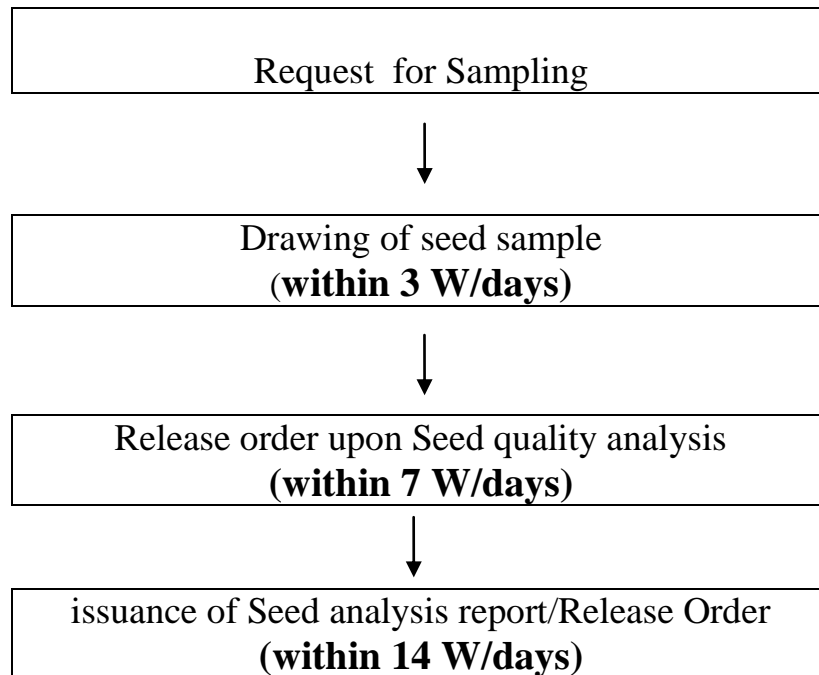 Request for Sampling
Drawing of seed sample
(within 3 W/days)
Release order upon Seed quality analysis
(within 7 W/days)
issuance of Seed analysis report/Release Order
(within 14 W/days)